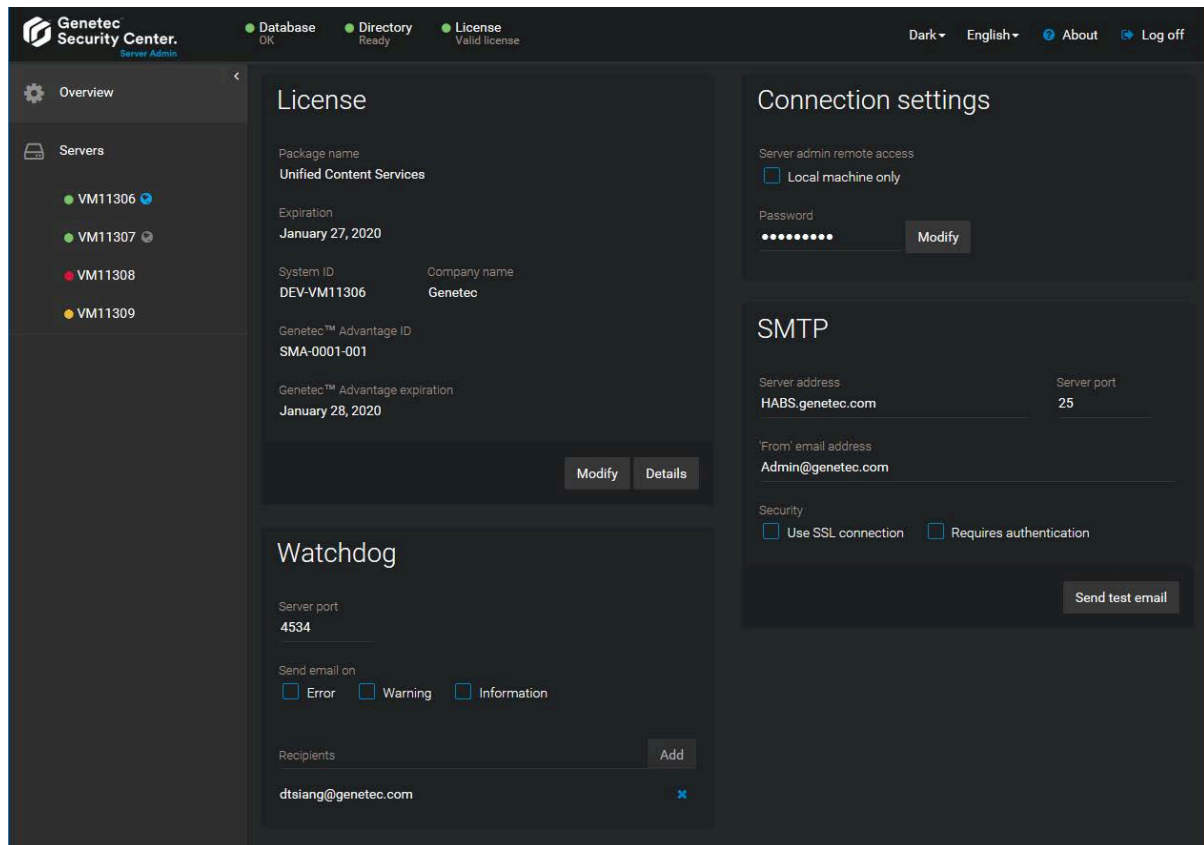 Genetec™
Security Center.
Server Admin
Database
OK
Directory
Ready
License
Valid license
Dark
English
About
Log off
Overview
Servers
VM11306
VM11307
VM11308
VM11309
License
Package name
Unified Content Services
Expiration
January 27, 2020
System ID Company name
DEV-VM11306 Genetec
Genetec™ Advantage ID
SMA-0001-001
Genetec™ Advantage expiration
January 28, 2020
Modify Details
Watchdog
Server port
4534
Send email on
Error Warning Information
Recipients Add
dtsiang@genetec.com
Connection settings
Server admin remote access
Local machine only
Password
Modify
SMTP
Server address Server port
HABS.genetec.com 25
'From' email address
Admin@genetec.com
Security
Use SSL connection Requires authentication
Send test email